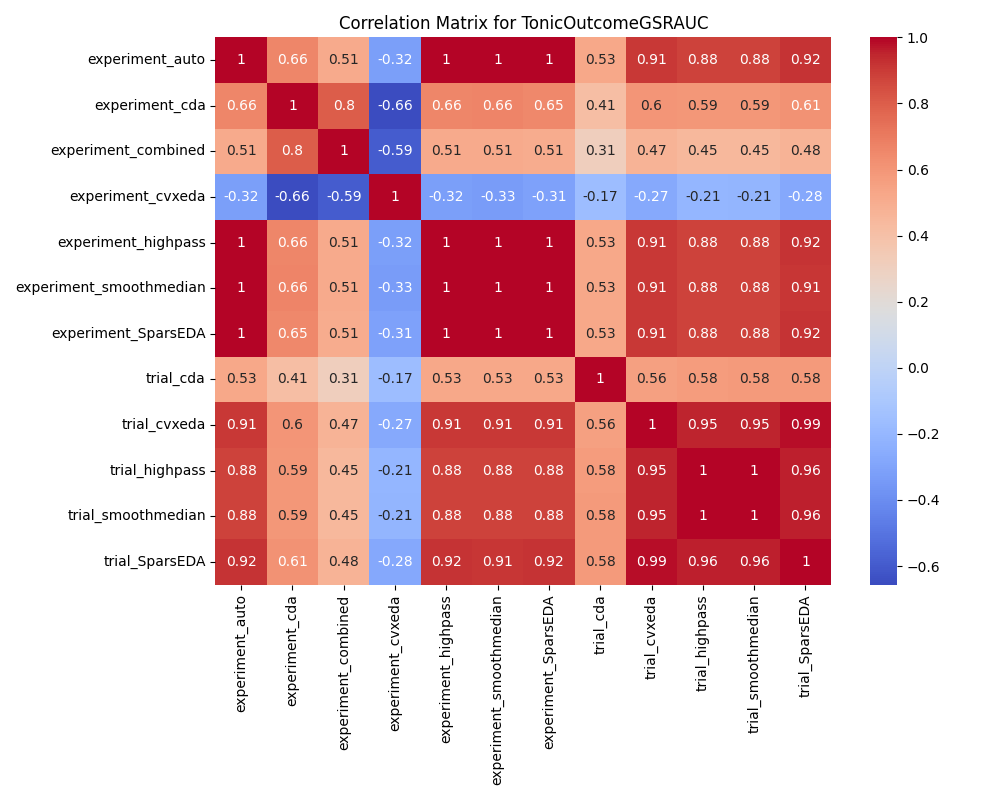 Correlation Matrix for TonicOutcomeGSRAUC
experiment_auto 1 0.66 0.51 -0.32 1 1 1 0.53 0.91 0.88 0.88 0.92
experiment_cda 0.66 1 0.8 -0.66 0.66 0.66 0.65 0.41 0.6 0.59 0.59 0.61
experiment_combined 0.51 0.8 1 -0.59 0.51 0.51 0.51 0.31 0.47 0.45 0.45 0.48
experiment_cvxeda -0.32 -0.66 -0.59 1 -0.32 -0.33 -0.31 -0.17 -0.27 -0.21 -0.21 -0.28
experiment_highpass 1 0.66 0.51 -0.32 1 1 1 0.53 0.91 0.88 0.88 0.92
experiment_smoothmedian 1 0.66 0.51 -0.33 1 1 1 0.53 0.91 0.88 0.88 0.91
experiment_SparsEDA 1 0.65 0.51 -0.31 1 1 1 0.53 0.91 0.88 0.88 0.92
trial_cda 0.53 0.41 0.31 -0.17 0.53 0.53 0.53 1 0.56 0.58 0.58 0.58
trial_cvxeda 0.91 0.6 0.47 -0.27 0.91 0.91 0.91 0.56 1 0.95 0.95 0.99
trial_highpass 0.88 0.59 0.45 -0.21 0.88 0.88 0.88 0.58 0.95 1 1 0.96
trial_smoothmedian 0.88 0.59 0.45 -0.21 0.88 0.88 0.88 0.58 0.95 1 1 0.96
trial_SparsEDA 0.92 0.61 0.48 -0.28 0.92 0.91 0.92 0.58 0.99 0.96 0.96 1
experiment_auto
experiment_cda
experiment_combined
experiment_cvxeda
experiment_highpass
experiment_smoothmedian
experiment_SparsEDA
trial_cda
trial_cvxeda
trial_highpass
trial_smoothmedian
trial_SparsEDA
1.0
0.8
0.6
0.4
0.2
0.0
−0.2
−0.4
−0.6